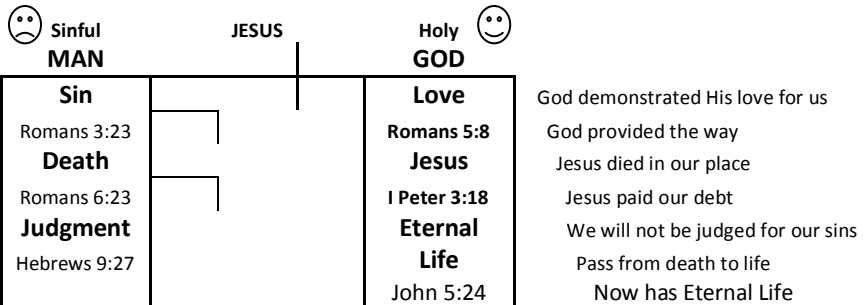 Sinful JESUS Holy
MAN GOD
Sin Love God demonstrated His love for us
Romans 3:23 Romans 5:8 God provided the way
Death Jesus Jesus died in our place
Romans 6:23 I Peter 3:18 Jesus paid our debt
Judgment Eternal We will not be judged for our sins
Hebrews 9:27 Life Pass from death to life
John 5:24 Now has Eternal Life